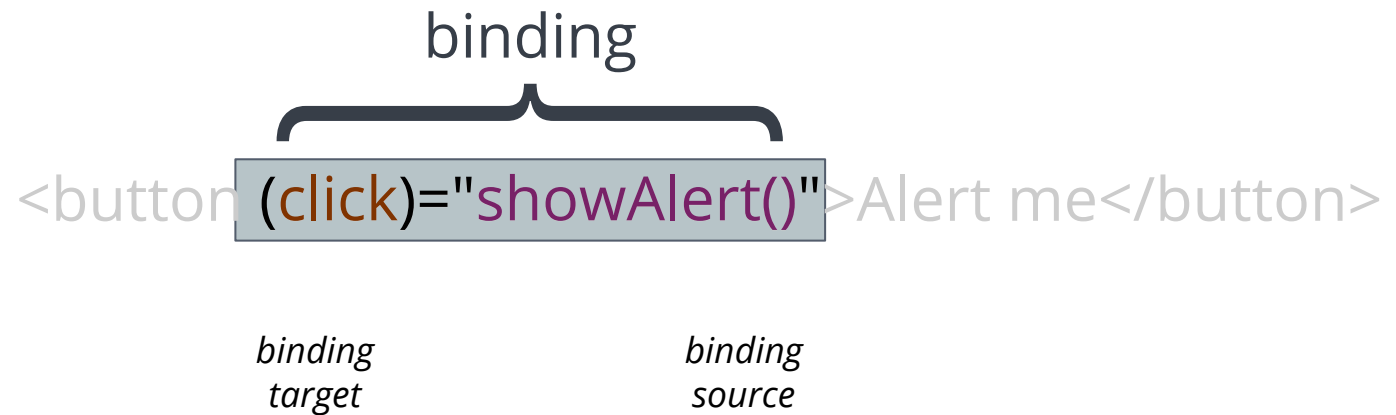 binding
<button (click)="showAlert()">Alert me</button>
binding binding
target source